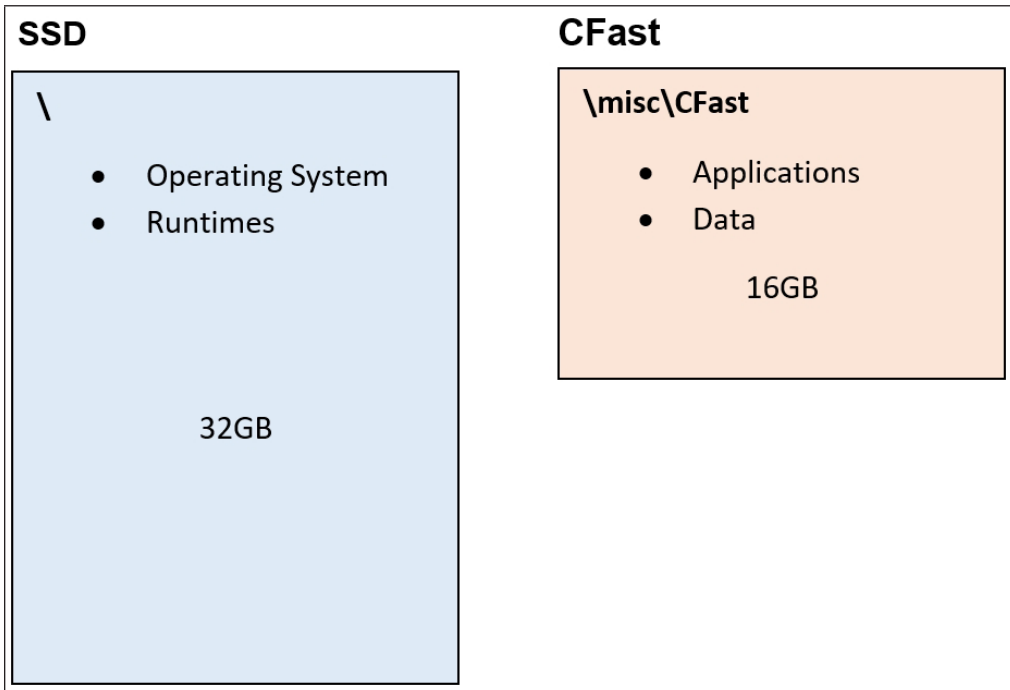 SSD
\
• Operating System
• Runtimes
32GB
CFast
\misc\CFast
• Applications
• Data
16GB